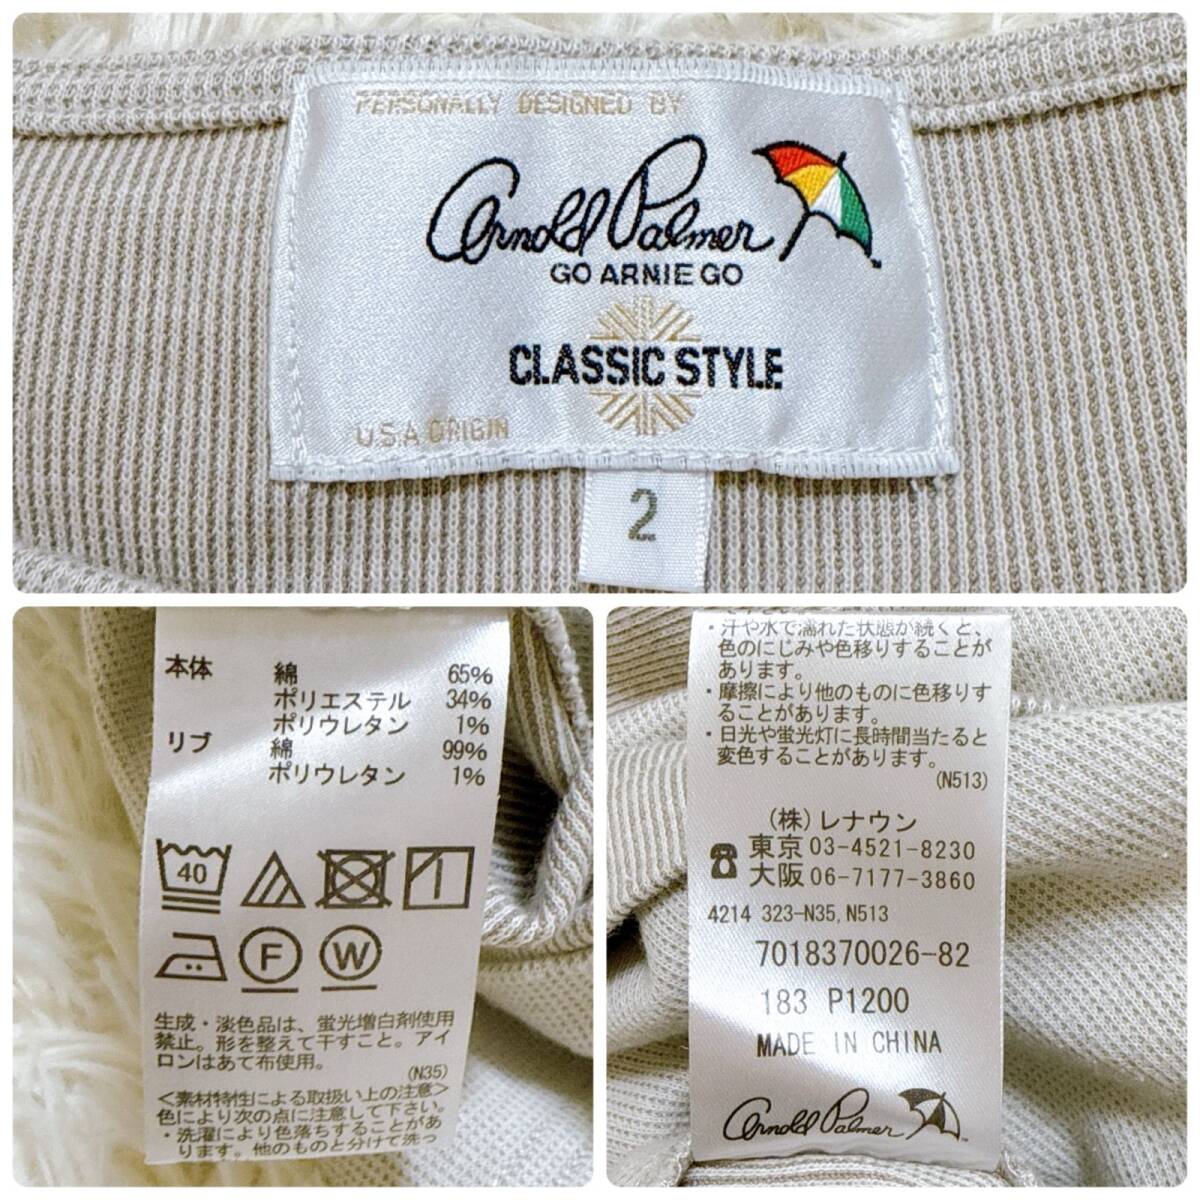 PERSONALLY DESIGNED BY
Arnold Palmer
GO ARNIE GO
CLASSIC STYLE
U.S.A ORIGIN
2
本体 綿 65%
ポリエステル 34%
ポリウレタン 1%
リブ 綿 99%
ポリウレタン 1%
40
F W
生成・淡色品は、蛍光増白剤使用
禁止。形を整えて干すこと。アイ
ロンはあて布使用。
(N35)
<素材特性による取扱い上の注意>
色により次の点に注意して下さい。
・洗濯により色落ちすることがあ
ります。他のものと分けて洗っ
・汗や水で濡れた状態が続くと、
色のにじみや色移りすることが
あります。
・摩擦により他のものに色移りす
ることがあります。
・日光や蛍光灯に長時間当たると
変色することがあります。
(N513)
(株)レナウン
東京 03-4521-8230
大阪 06-7177-3860
4214 323-N35,N513
7018370026-82
183 P1200
MADE IN CHINA
Arnold Palmer